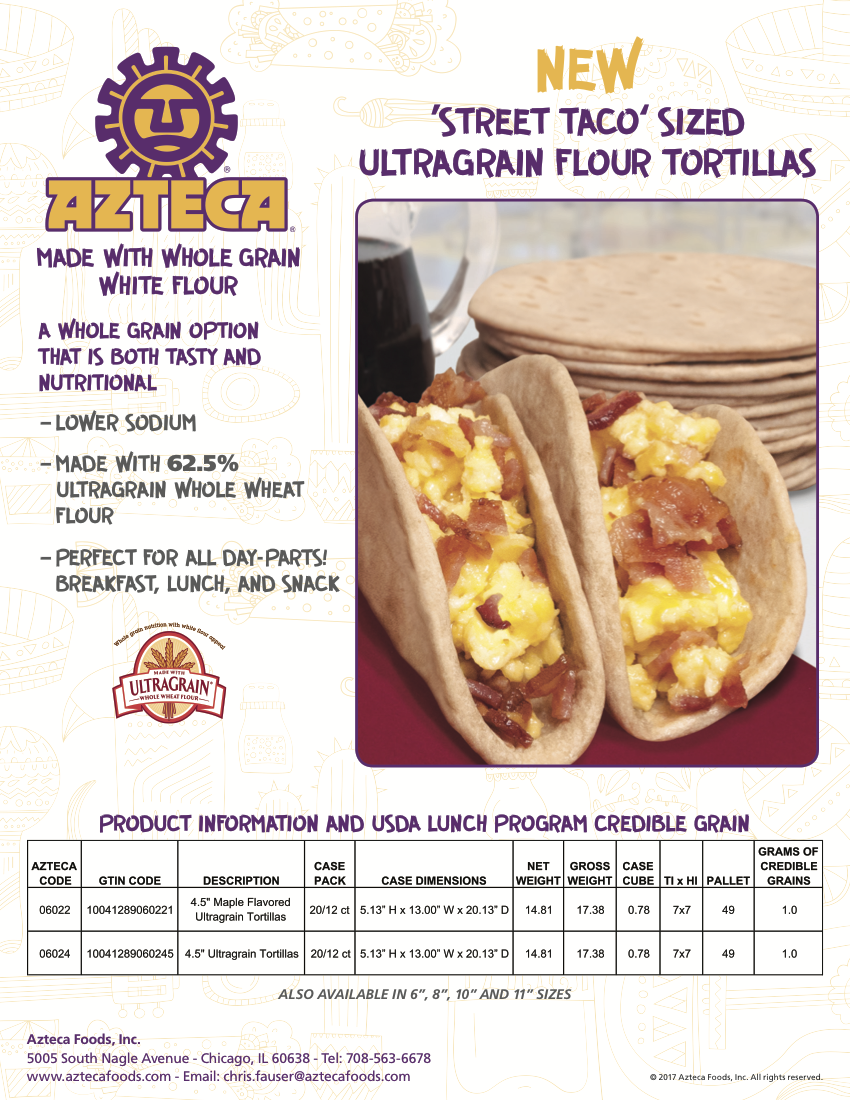 AZTECA®
®
NEW
'STREET TACO' SIZED
ULTRAGRAIN FLOUR TORTILLAS
MADE WITH WHOLE GRAIN
WHITE FLOUR
A WHOLE GRAIN OPTION
THAT IS BOTH TASTY AND
NUTRITIONAL
– LOWER SODIUM
– MADE WITH 62.5%
ULTRAGRAIN WHOLE WHEAT
FLOUR
– PERFECT FOR ALL DAY-PARTS!
BREAKFAST, LUNCH, AND SNACK
Whole grain nutrition with white flour appeal
MADE WITH
ULTRAGRAIN®
WHOLE WHEAT FLOUR
PRODUCT INFORMATION AND USDA LUNCH PROGRAM CREDIBLE GRAIN
AZTECA CODE GTIN CODE DESCRIPTION CASE PACK CASE DIMENSIONS NET WEIGHT GROSS WEIGHT CASE CUBE TI x HI PALLET GRAMS OF CREDIBLE GRAINS
06022 10041289060221 4.5" Maple Flavored Ultragrain Tortillas 20/12 ct 5.13" H x 13.00" W x 20.13" D 14.81 17.38 0.78 7x7 49 1.0
06024 10041289060245 4.5" Ultragrain Tortillas 20/12 ct 5.13" H x 13.00" W x 20.13" D 14.81 17.38 0.78 7x7 49 1.0
ALSO AVAILABLE IN 6", 8", 10" AND 11" SIZES
Azteca Foods, Inc.
5005 South Nagle Avenue - Chicago, IL 60638 - Tel: 708-563-6678
www.aztecafoods.com - Email: chris.fauser@aztecafoods.com
© 2017 Azteca Foods, Inc. All rights reserved.